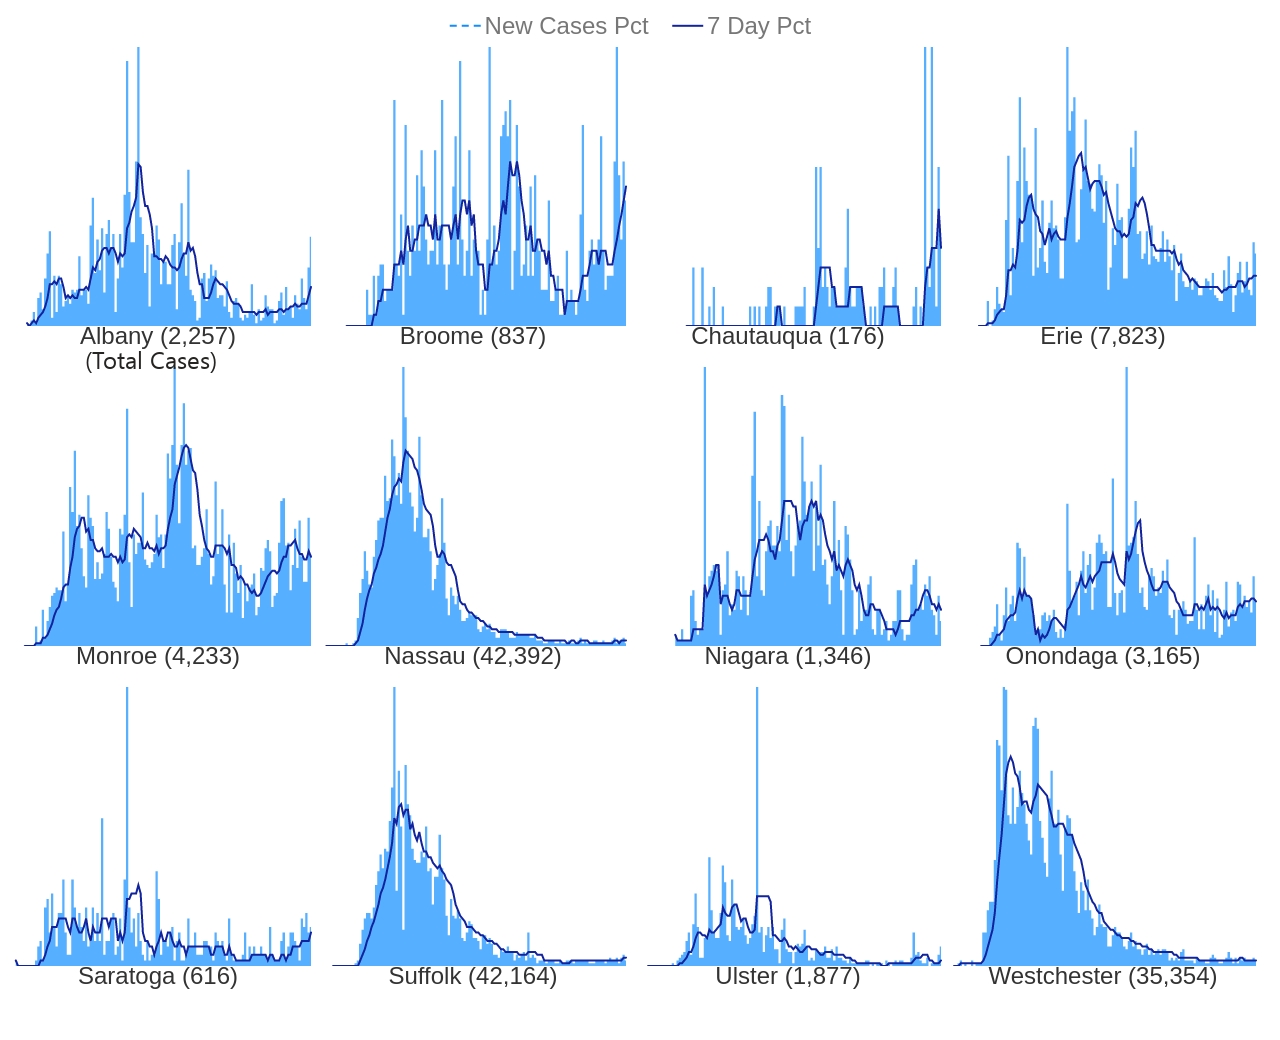 New Cases Pct 7 Day Pct
Albany (2,257) Broome (837) Chautauqua (176) Erie (7,823)
(Total Cases)
Monroe (4,233) Nassau (42,392) Niagara (1,346) Onondaga (3,165)
Saratoga (616) Suffolk (42,164) Ulster (1,877) Westchester (35,354)